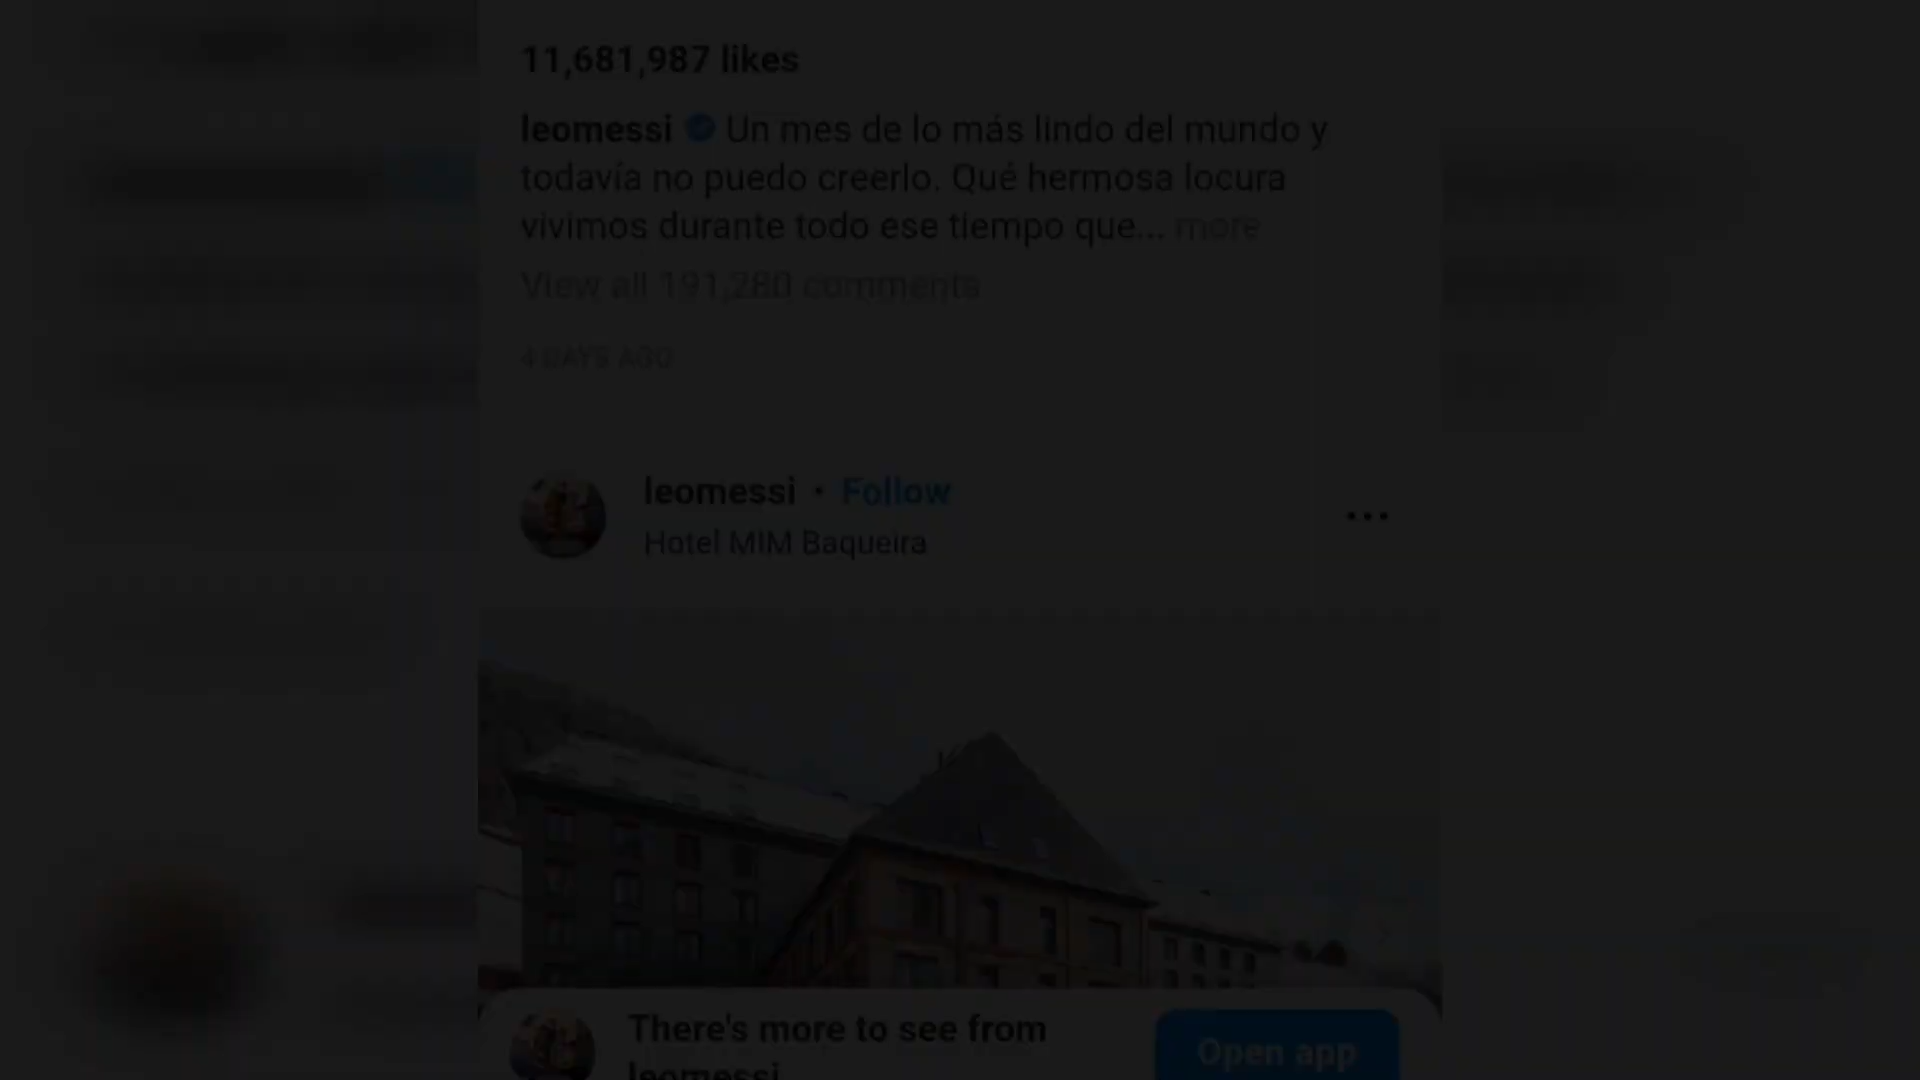 11,681,987 likes
leomessi Un mes de lo más lindo del mundo y
todavía no puedo creerlo. Qué hermosa locura
vivimos durante todo ese tiempo que... more
View all 191,280 comments
4 DAYS AGO
leomessi • Follow
Hotel MIM Baqueira
There's more to see from
leomessi
Open app